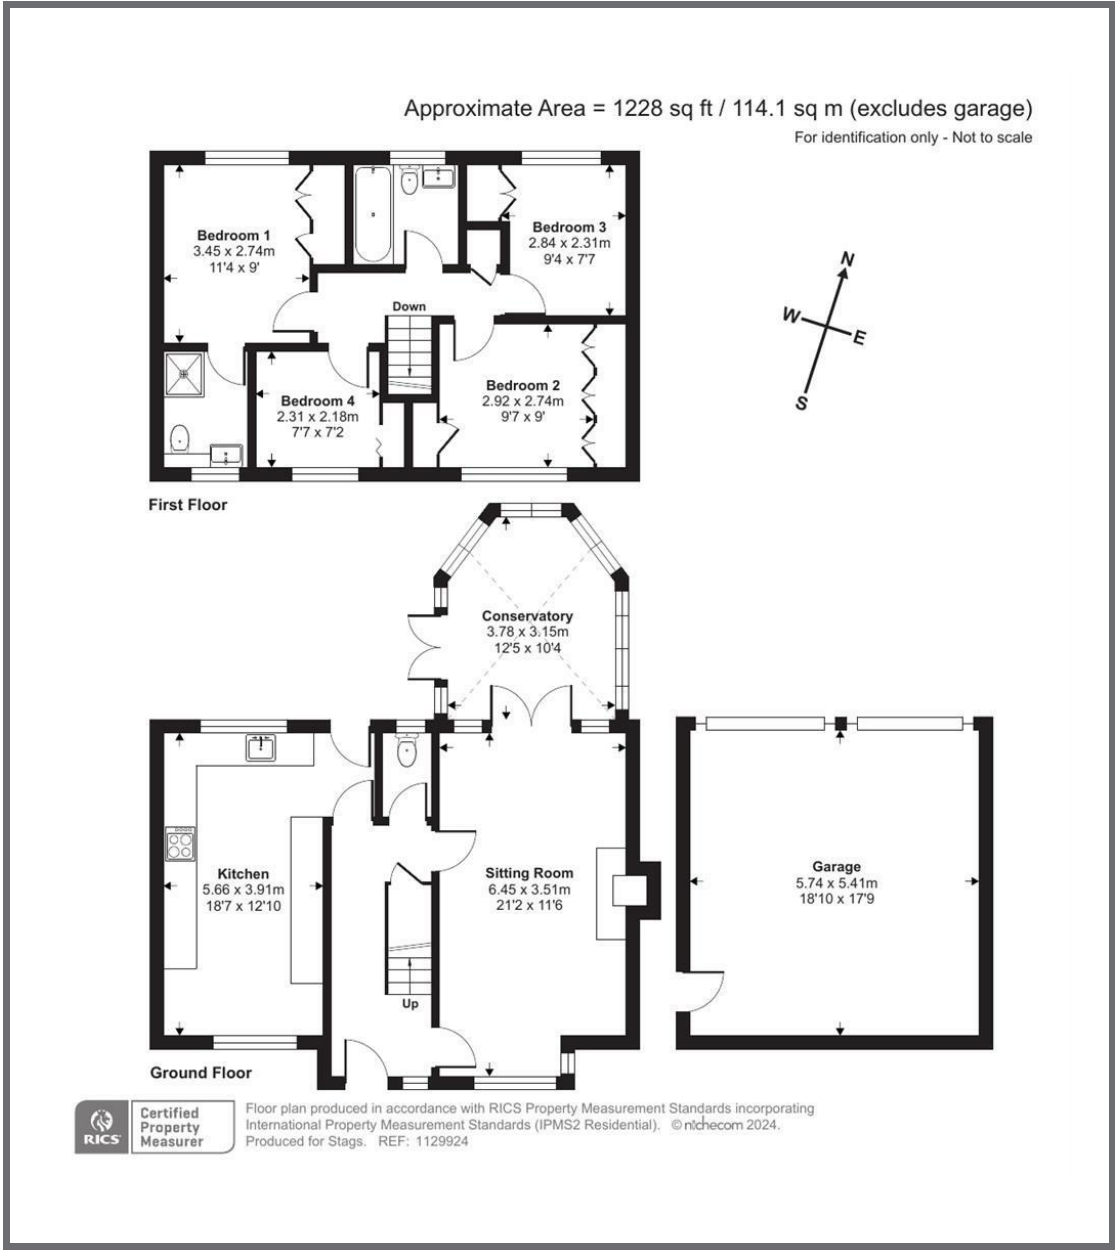 Approximate Area = 1228 sq ft / 114.1 sq m (excludes garage)
For identification only - Not to scale
Bedroom 1
3.45 x 2.74m
11'4 x 9'
Bedroom 3
2.84 x 2.31m
9'4 x 7'7
Down
Bedroom 2
2.92 x 2.74m
9'7 x 9'
Bedroom 4
2.31 x 2.18m
7'7 x 7'2
N
W
E
S
First Floor
Conservatory
3.78 x 3.15m
12'5 x 10'4
Kitchen
5.66 x 3.91m
18'7 x 12'10
Sitting Room
6.45 x 3.51m
21'2 x 11'6
Garage
5.74 x 5.41m
18'10 x 17'9
Up
Ground Floor
RICS
Certified
Property
Measurer
Floor plan produced in accordance with RICS Property Measurement Standards incorporating
International Property Measurement Standards (IPMS2 Residential). © nichecom 2024.
Produced for Stags. REF: 1129924